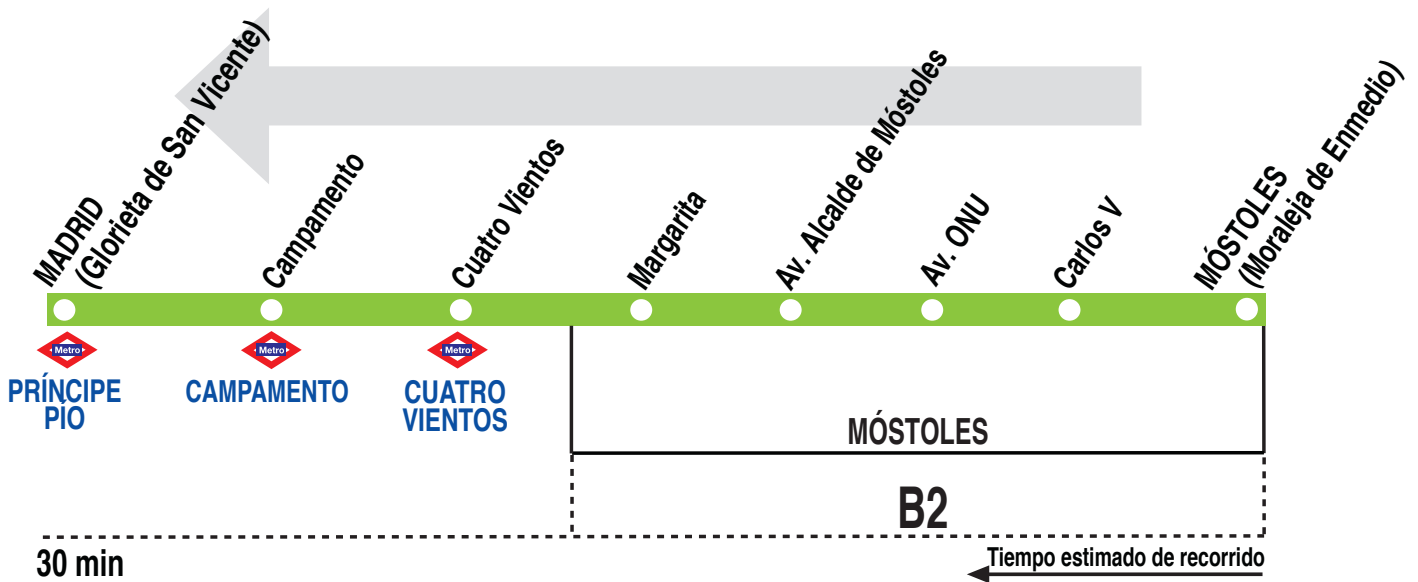 MADRID
(Glorieta de San Vicente)
Campamento
Cuatro Vientos
Margarita
Av. Alcalde de Móstoles
Av. ONU
Carlos V
MÓSTOLES
(Moraleja de Enmedio)
Metro
Metro
Metro
PRÍNCIPE
PÍO
CAMPAMENTO
CUATRO
VIENTOS
MÓSTOLES
B2
30 min
Tiempo estimado de recorrido